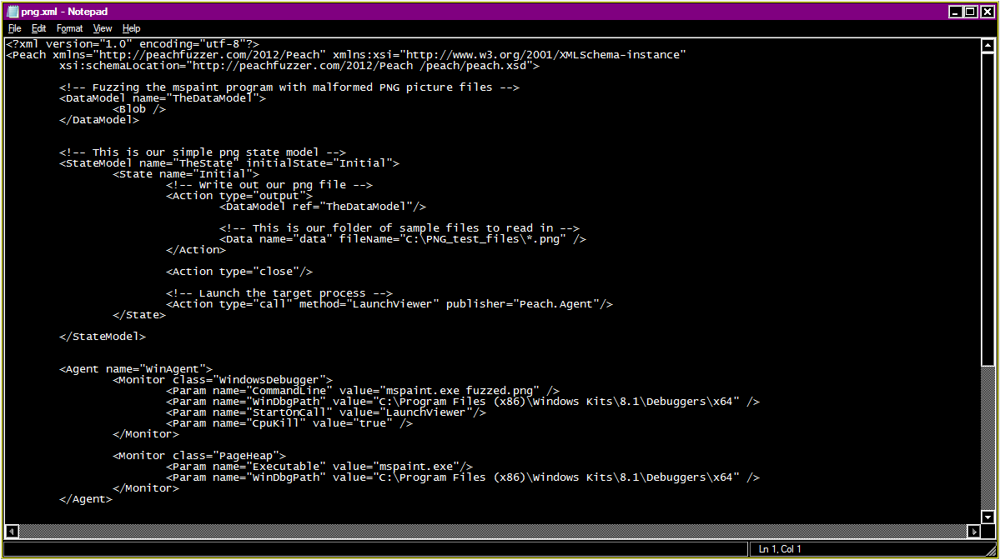 png.xml - Notepad
File Edit Format View Help
<?xml version="1.0" encoding="utf-8"?>
<Peach xmlns="http://peachfuzzer.com/2012/Peach" xmlns:xsi="http://www.w3.org/2001/XMLSchema-instance"
        xsi:schemaLocation="http://peachfuzzer.com/2012/Peach /peach/peach.xsd">
        <!-- Fuzzing the mspaint program with malformed PNG picture files -->
        <DataModel name="TheDataModel">
                <Blob />
        </DataModel>
        <!-- This is our simple png state model -->
        <StateModel name="TheState" initialState="Initial">
                <State name="Initial">
                        <!-- Write out our png file -->
                        <Action type="output">
                                <DataModel ref="TheDataModel"/>
                                <!-- This is our folder of sample files to read in -->
                                <Data name="data" fileName="C:\PNG_test_files\*.png" />
                        </Action>
                        <Action type="close"/>
                        <!-- Launch the target process -->
                        <Action type="call" method="LaunchViewer" publisher="Peach.Agent"/>
                </State>
        </StateModel>
        <Agent name="WinAgent">
                <Monitor class="WindowsDebugger">
                        <Param name="CommandLine" value="mspaint.exe fuzzed.png" />
                        <Param name="WinDbgPath" value="C:\Program Files (x86)\Windows Kits\8.1\Debuggers\x64" />
                        <Param name="StartOnCall" value="LaunchViewer"/>
                        <Param name="CpuKill" value="true" />
                </Monitor>
                <Monitor class="PageHeap">
                        <Param name="Executable" value="mspaint.exe"/>
                        <Param name="WinDbgPath" value="C:\Program Files (x86)\Windows Kits\8.1\Debuggers\x64" />
                </Monitor>
        </Agent>
Ln 1, Col 1